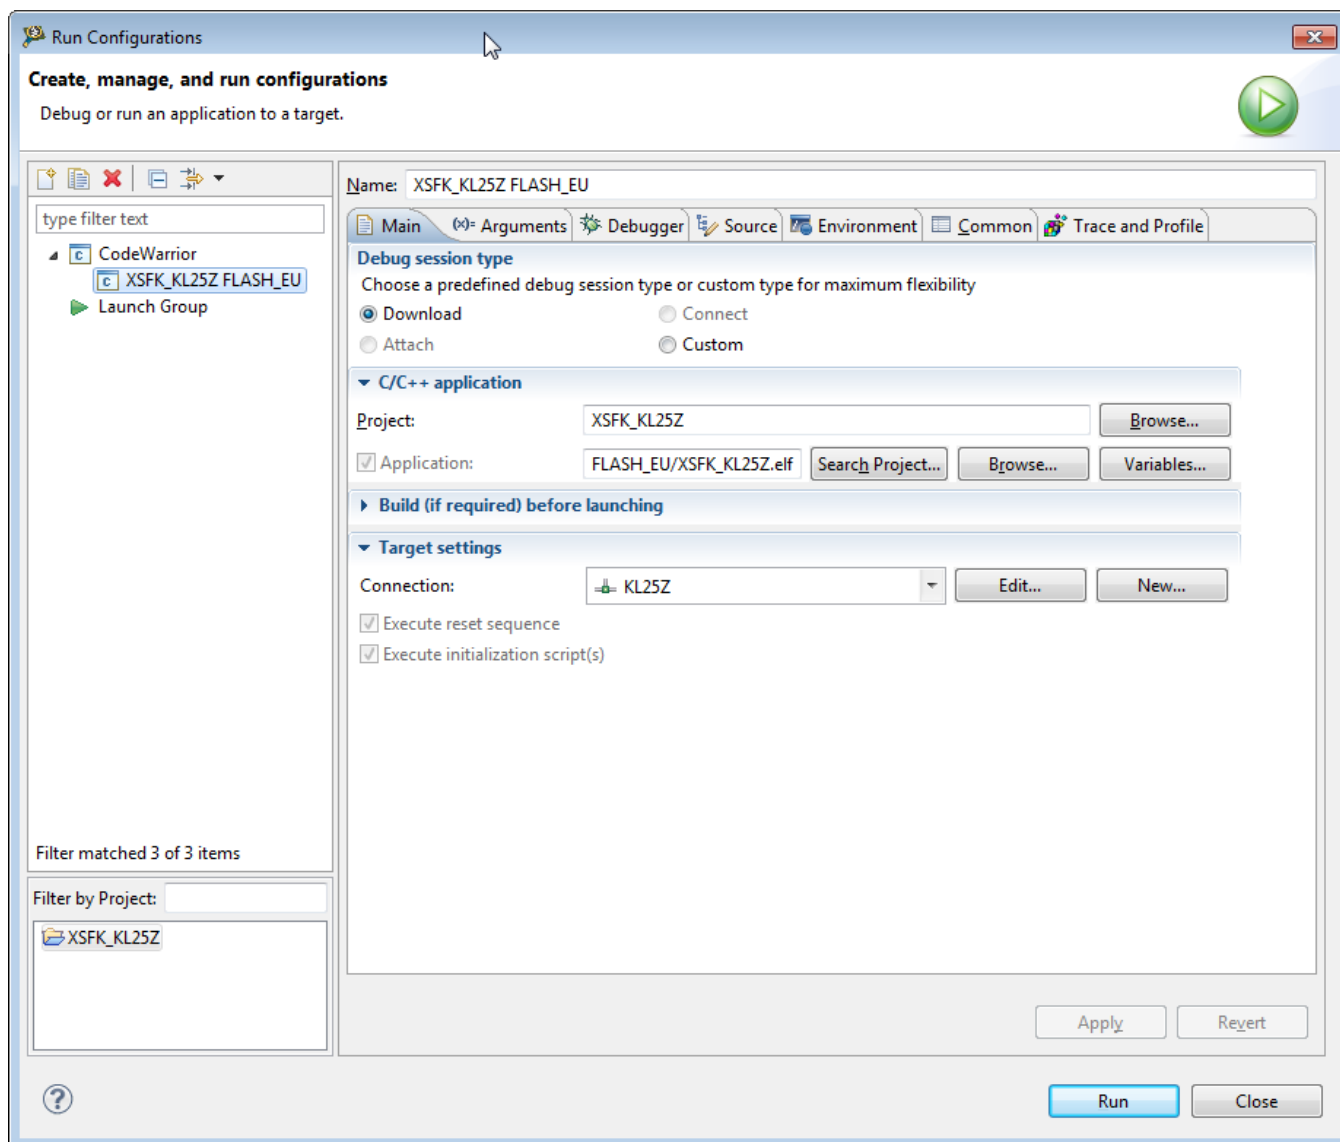 Run Configurations
Create, manage, and run configurations
Debug or run an application to a target.
type filter text
CodeWarrior
XSFK_KL25Z FLASH_EU
Launch Group
Filter matched 3 of 3 items
Filter by Project:
XSFK_KL25Z
Name: XSFK_KL25Z FLASH_EU
Main (x)= Arguments Debugger Source Environment Common Trace and Profile
Debug session type
Choose a predefined debug session type or custom type for maximum flexibility
Download Connect
Attach Custom
C/C++ application
Project: XSFK_KL25Z Browse...
Application: FLASH_EU/XSFK_KL25Z.elf Search Project... Browse... Variables...
Build (if required) before launching
Target settings
Connection: KL25Z Edit... New...
Execute reset sequence
Execute initialization script(s)
Apply Revert
? Run Close